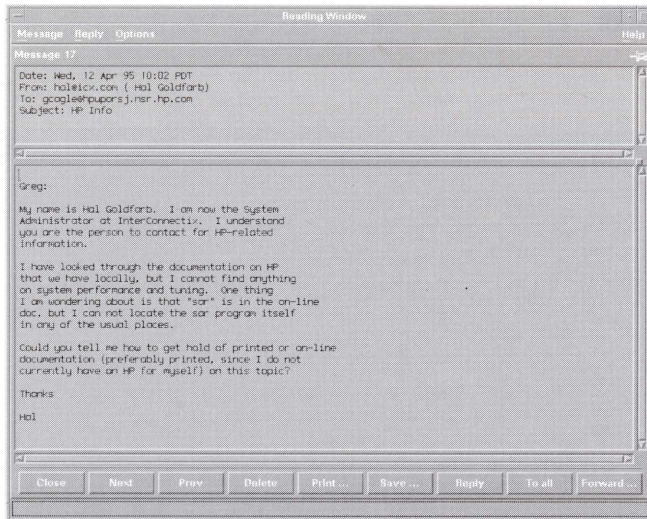 Reading Window
Message Reply Options Help
Message 17
Date: Wed, 12 Apr 95 10:02 PDT
From: hal@icx.com ( Hal Goldfarb)
To: gcagle@hpuporsj.nsr.hp.com
Subject: HP Info
Greg:
My name is Hal Goldfarb. I am now the System
Administrator at InterConnectix. I understand
you are the person to contact for HP-related
information.
I have looked through the documentation on HP
that we have locally, but I cannot find anything
on system performance and tuning. One thing
I am wondering about is that "sar" is in the on-line
doc, but I can not locate the sar program itself
in any of the usual places.
Could you tell me how to get hold of printed or on-line
documentation (preferably printed, since I do not
currently have an HP for myself) on this topic?
Thanks
Hal
Close Next Prev Delete Print ... Save ... Reply To all Forward ...